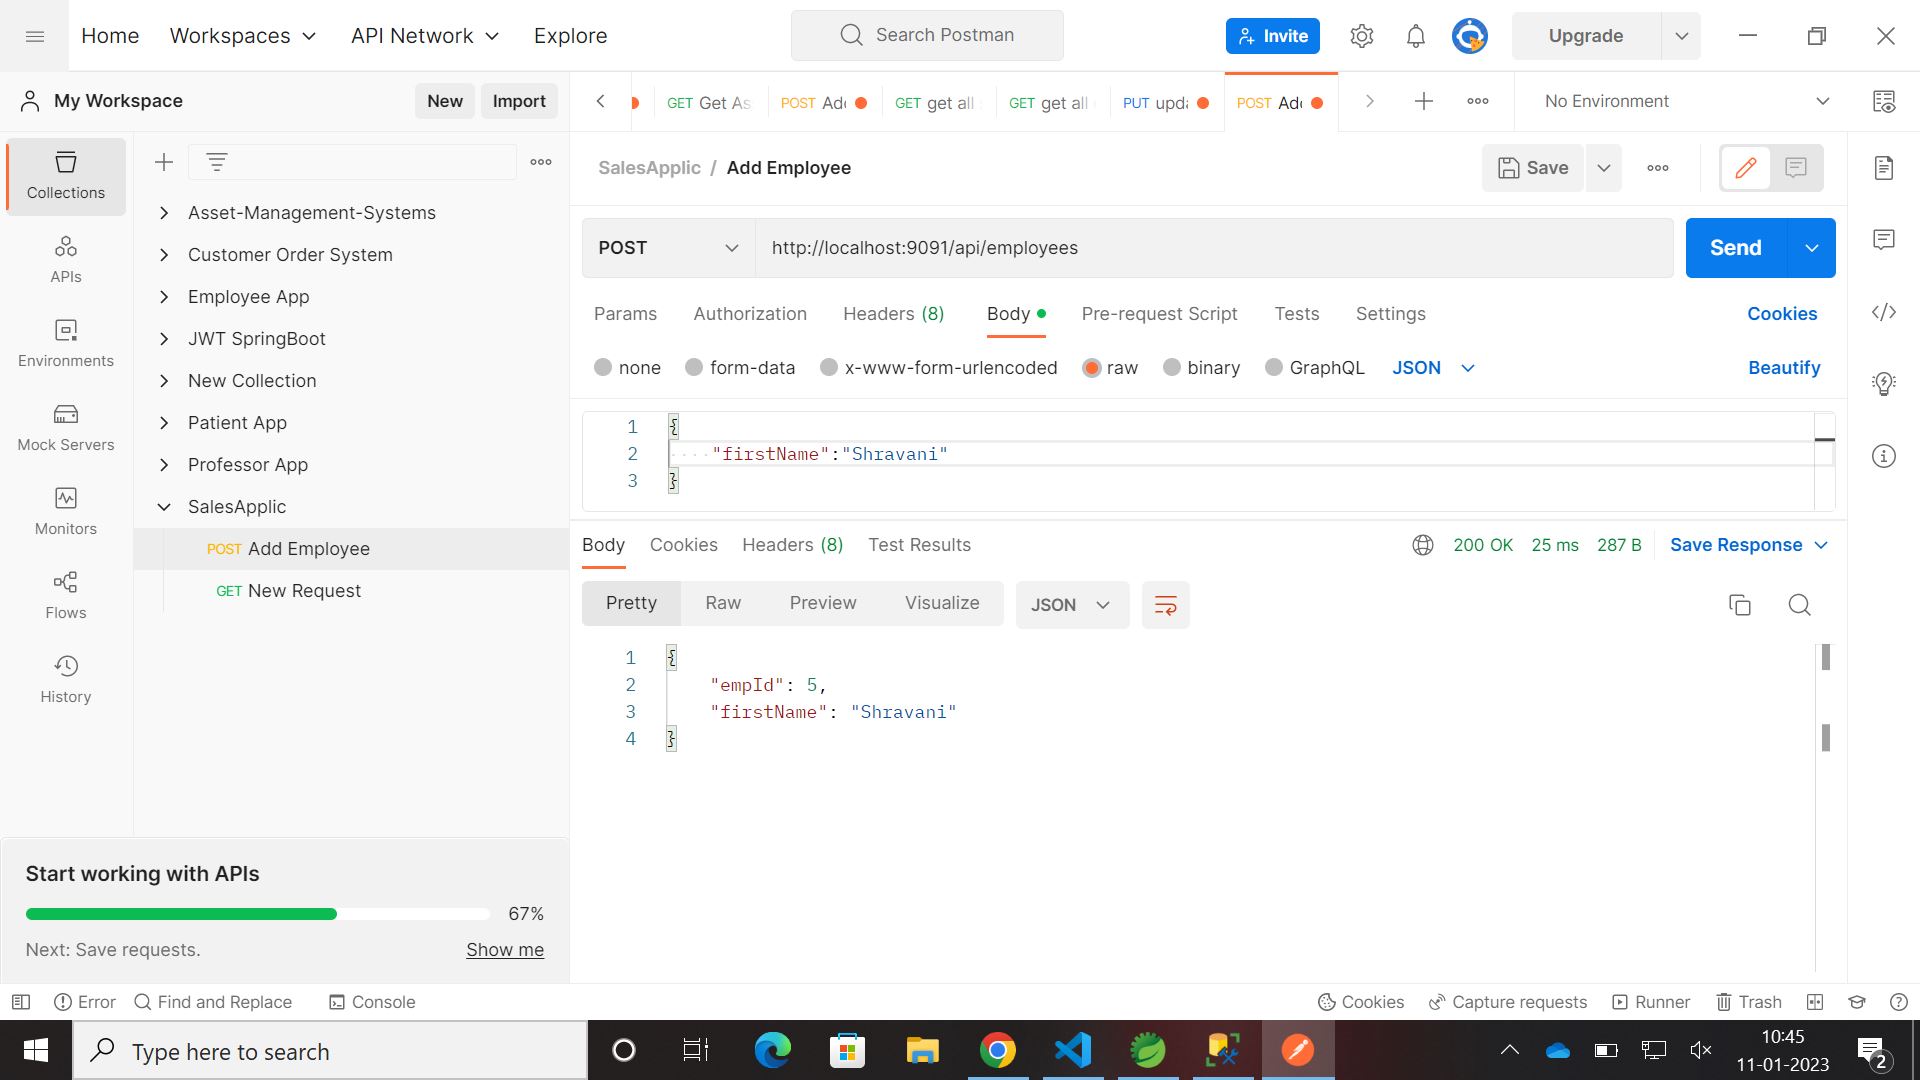 Home Workspaces API Network Explore Search Postman Invite Upgrade
My Workspace New Import GET Get As POST Add GET get all GET get all PUT upda POST Add No Environment
Collections
APIs
Environments
Mock Servers
Monitors
Flows
History
Asset-Management-Systems
Customer Order System
Employee App
JWT SpringBoot
New Collection
Patient App
Professor App
SalesApplic
POST Add Employee
GET New Request
Start working with APIs
67%
Next: Save requests. Show me
SalesApplic / Add Employee Save
POST http://localhost:9091/api/employees Send
Params Authorization Headers (8) Body Pre-request Script Tests Settings Cookies
none form-data x-www-form-urlencoded raw binary GraphQL JSON Beautify
1 {
2 "firstName":"Shravani"
3 }
Body Cookies Headers (8) Test Results 200 OK 25 ms 287 B Save Response
Pretty Raw Preview Visualize JSON
1 {
2 "empId": 5,
3 "firstName": "Shravani"
4 }
Error Find and Replace Console Cookies Capture requests Runner Trash
Type here to search 10:45
11-01-2023 2